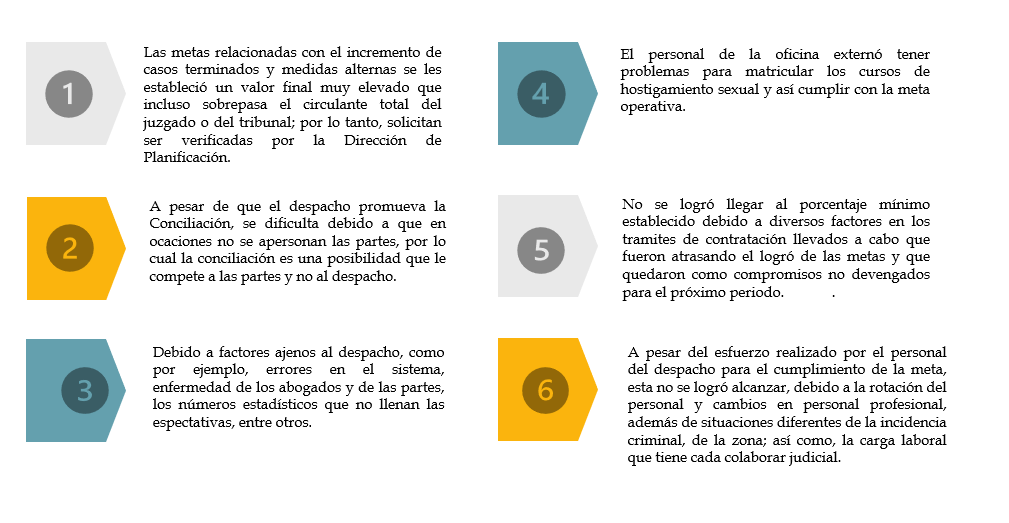 1
Las metas relacionadas con el incremento de
casos terminados y medidas alternas se les
estableció un valor final muy elevado que
incluso sobrepasa el circulante total del
juzgado o del tribunal; por lo tanto, solicitan
ser verificadas por la Dirección de
Planificación.
2
A pesar de que el despacho promueva la
Conciliación, se dificulta debido a que en
ocaciones no se apersonan las partes, por lo
cual la conciliación es una posibilidad que le
compete a las partes y no al despacho.
3
Debido a factores ajenos al despacho, como
por ejemplo, errores en el sistema,
enfermedad de los abogados y de las partes,
los números estadísticos que no llenan las
espectativas, entre otros.
4
El personal de la oficina externó tener
problemas para matricular los cursos de
hostigamiento sexual y así cumplir con la meta
operativa.
5
No se logró llegar al porcentaje mínimo
establecido debido a diversos factores en los
tramites de contratación llevados a cabo que
fueron atrasando el logró de las metas y que
quedaron como compromisos no devengados
para el próximo periodo. .
6
A pesar del esfuerzo realizado por el personal
del despacho para el cumplimiento de la meta,
esta no se logró alcanzar, debido a la rotación del
personal y cambios en personal profesional,
además de situaciones diferentes de la incidencia
criminal, de la zona; así como, la carga laboral
que tiene cada colaborar judicial.